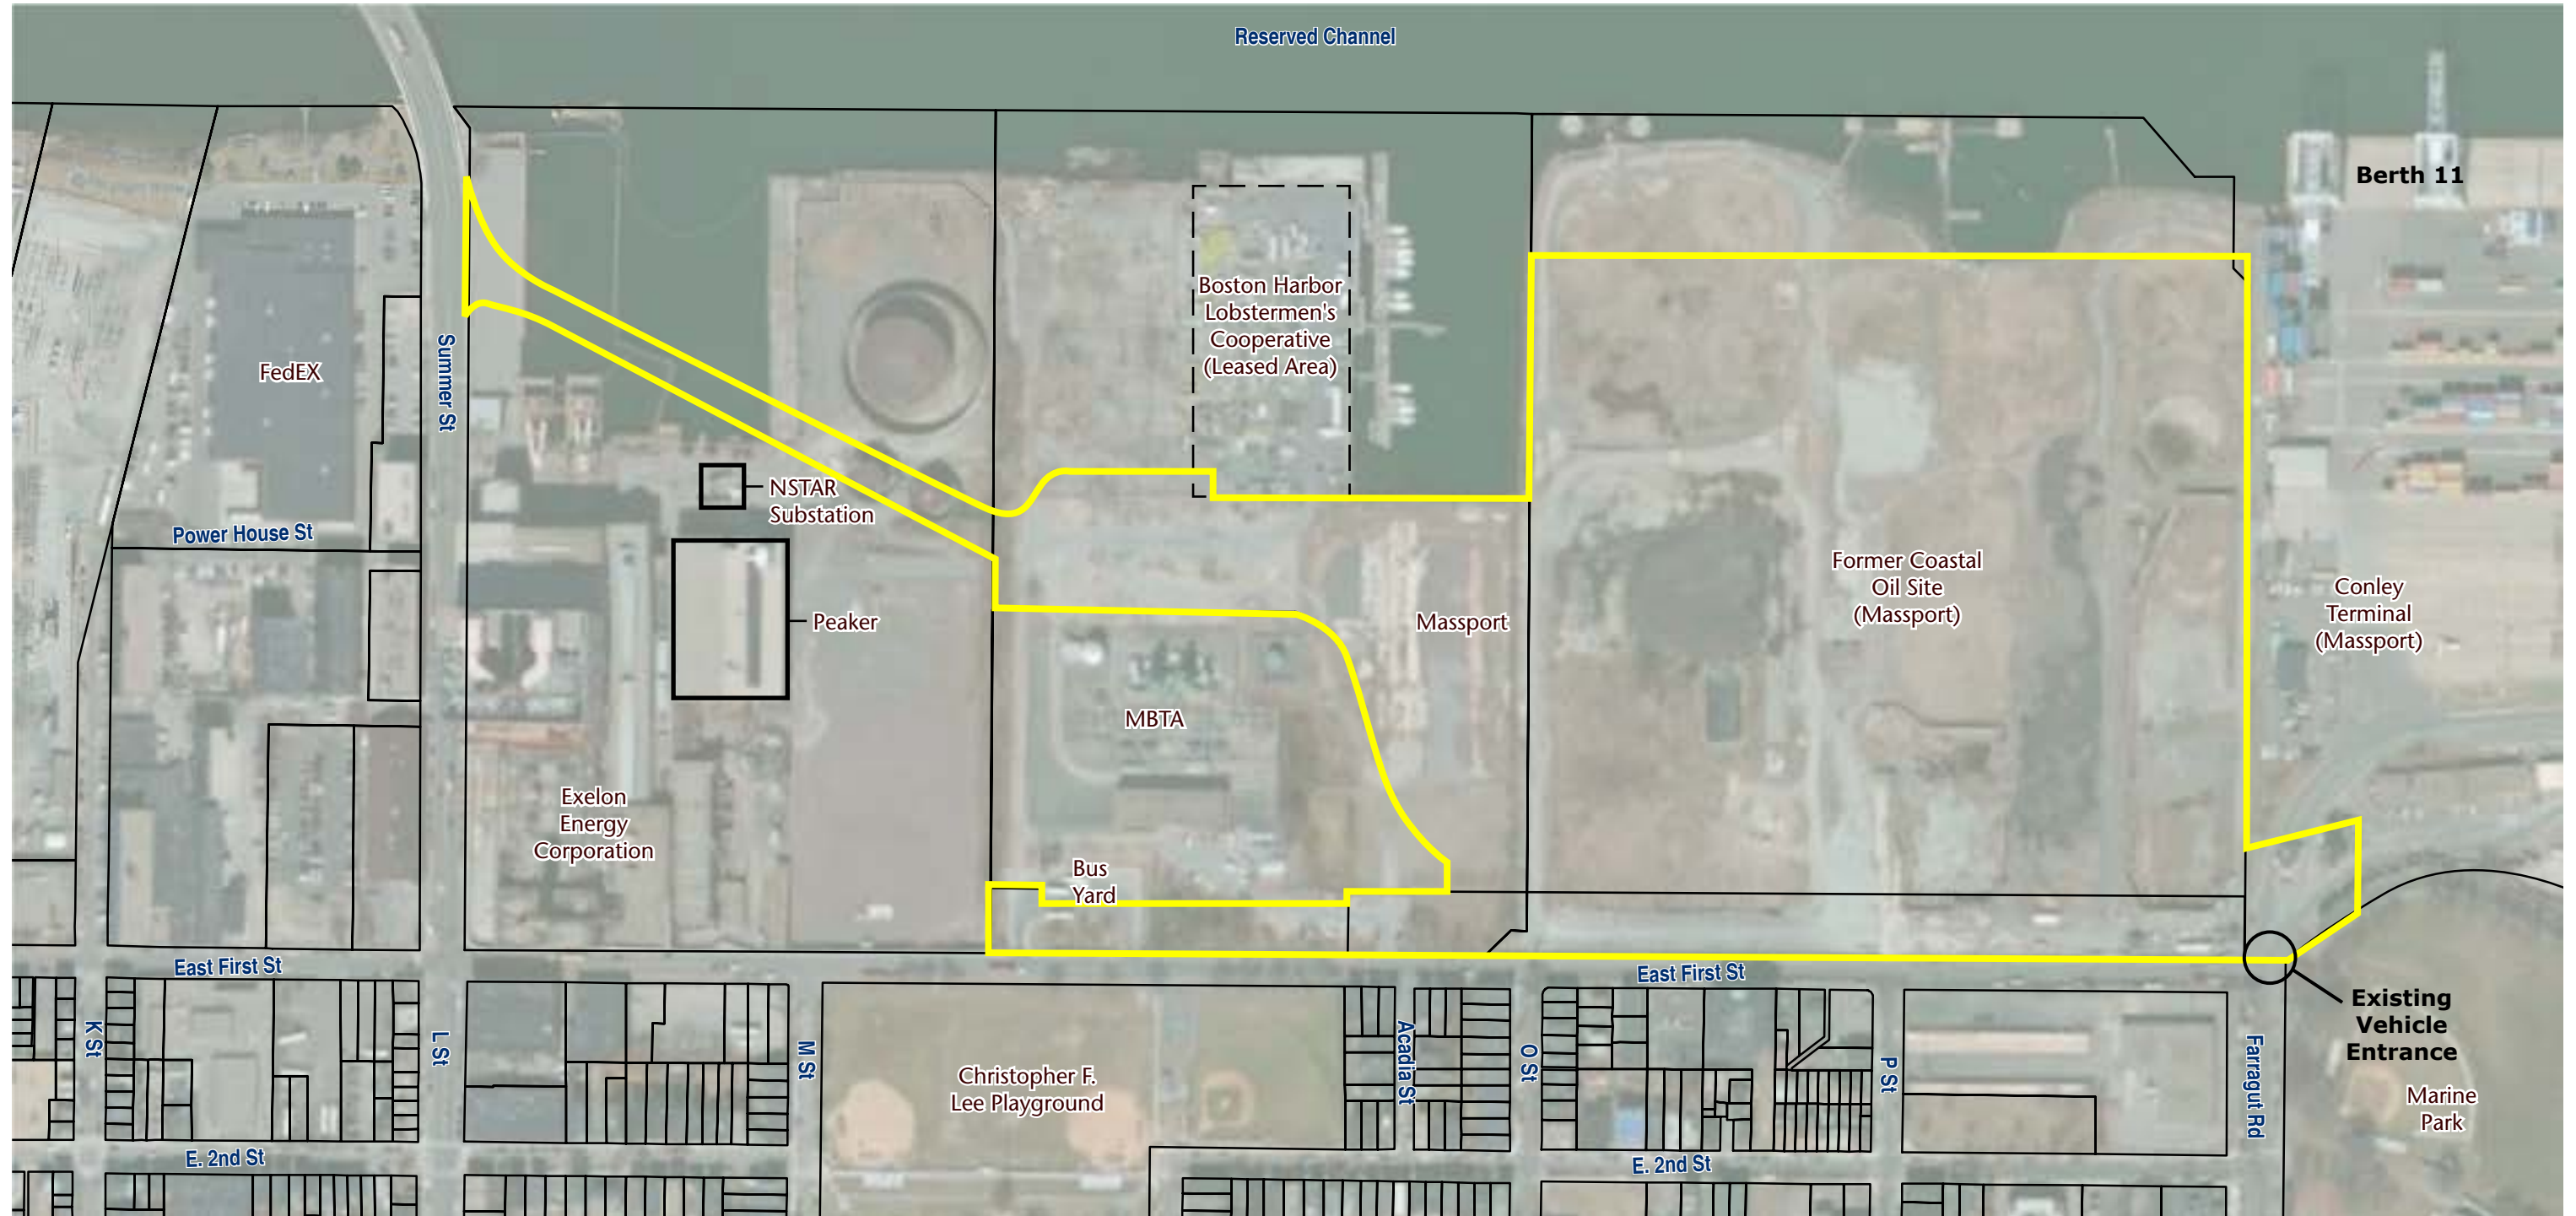 Reserved Channel
Berth 11
Boston Harbor
Lobstermen's
Cooperative
(Leased Area)
FedEX
Summer St
NSTAR
Substation
Power House St
Former Coastal
Oil Site
(Massport)
Conley
Terminal
(Massport)
Peaker
Massport
MBTA
Exelon
Energy
Corporation
Bus
Yard
East First St
East First St
Existing
Vehicle
Entrance
K St
L St
M St
Acadia St
O St
P St
Farragut Rd
Christopher F.
Lee Playground
Marine
Park
E. 2nd St
E. 2nd St